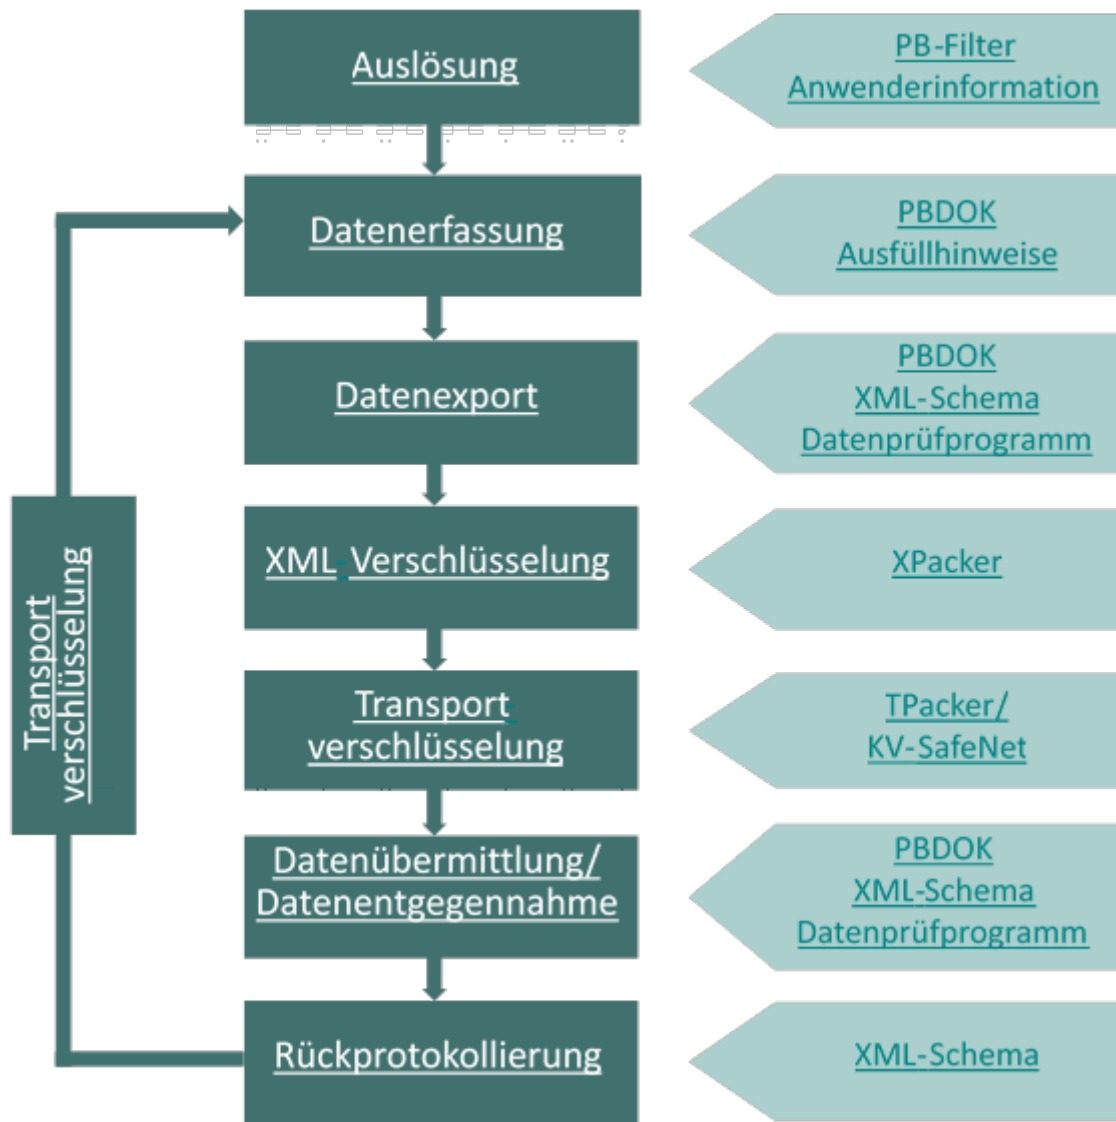 Auslösung
PB-Filter
Anwenderinformation
Datenerfassung
PBDOK
Ausfüllhinweise
Datenexport
PBDOK
XML-Schema
Datenprüfprogramm
XML-Verschlüsselung
XPacker
Transport
verschlüsselung
Transport-
verschlüsselung
TPacker/
KV-SafeNet
Datenübermittlung/
Datenentgegennahme
PBDOK
XML-Schema
Datenprüfprogramm
Rückprotokollierung
XML-Schema